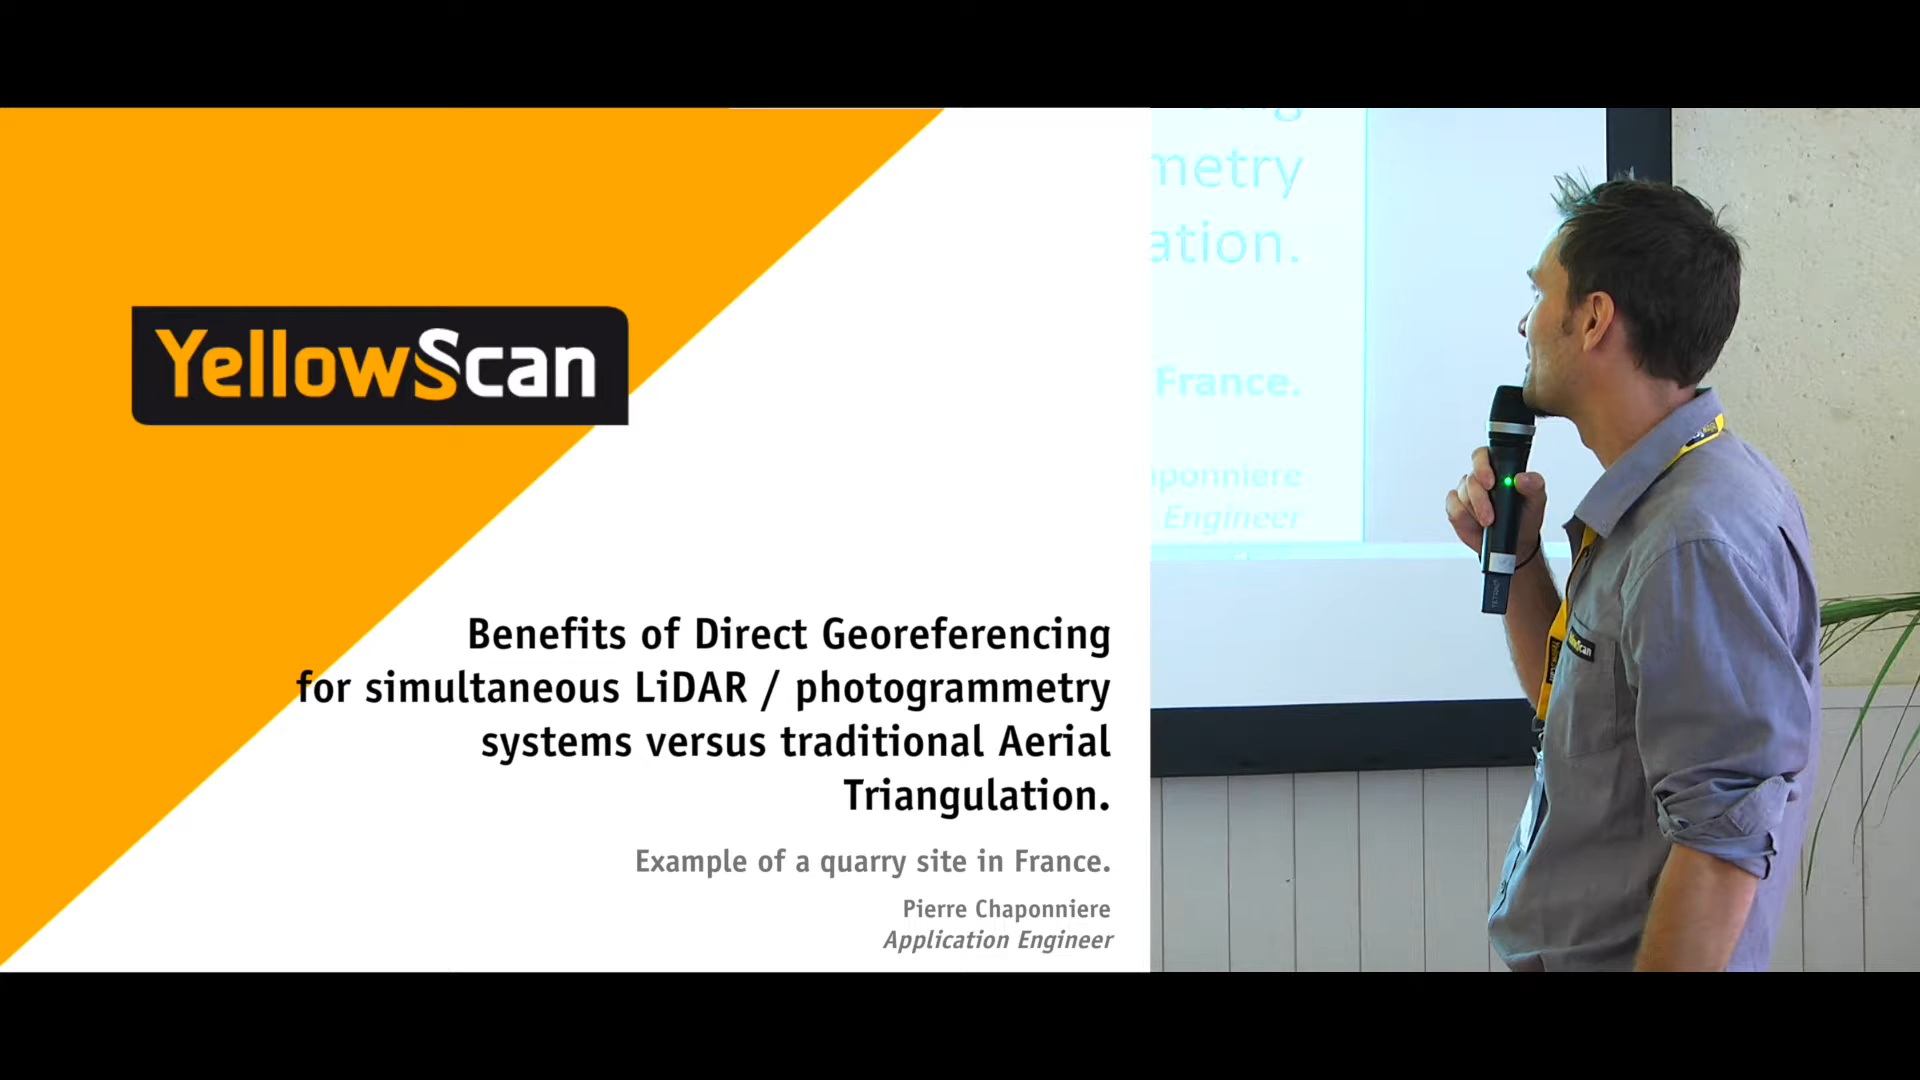 YellowScan
Benefits of Direct Georeferencing
for simultaneous LiDAR / photogrammetry
systems versus traditional Aerial
Triangulation.
Example of a quarry site in France.
Pierre Chaponniere
Application Engineer
metry
ation.
France.
aponniere
Engineer